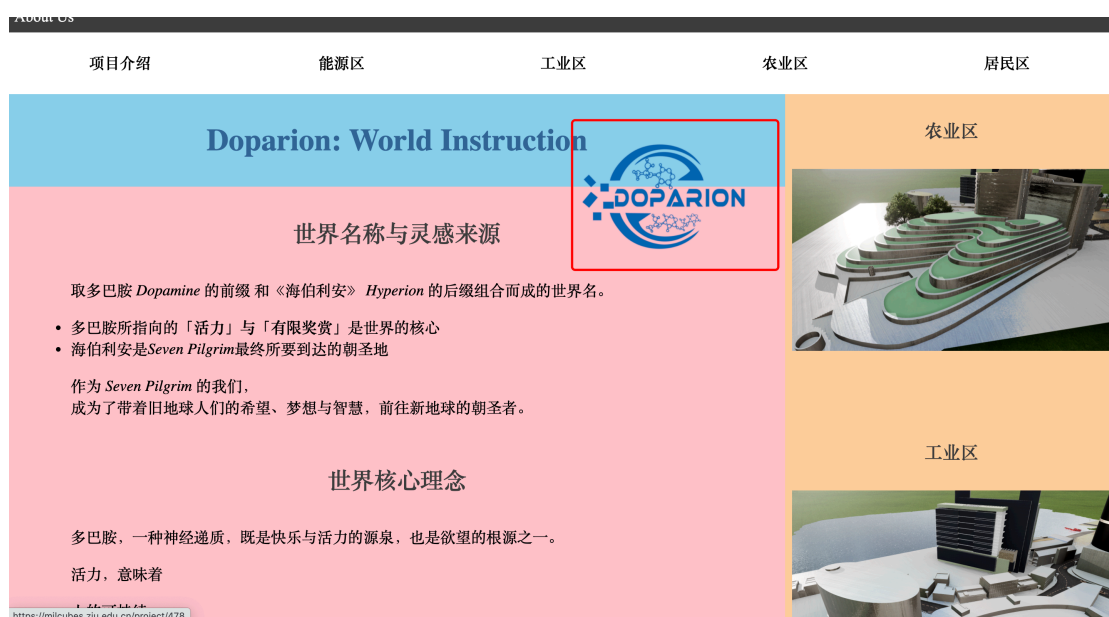 About Us
项目介绍 能源区 工业区 农业区 居民区
Doparion: World Instruction
DOPARION
世界名称与灵感来源
取多巴胺 Dopamine 的前缀 和《海伯利安》 Hyperion 的后缀组合而成的世界名。
• 多巴胺所指向的「活力」与「有限奖赏」是世界的核心
• 海伯利安是Seven Pilgrim最终所要到达的朝圣地
作为 Seven Pilgrim 的我们，
成为了带着旧地球人们的希望、梦想与智慧，前往新地球的朝圣者。
世界核心理念
多巴胺，一种神经递质，既是快乐与活力的源泉，也是欲望的根源之一。
活力，意味着
https://milcubes.zju.edu.cn/project/478
农业区
工业区